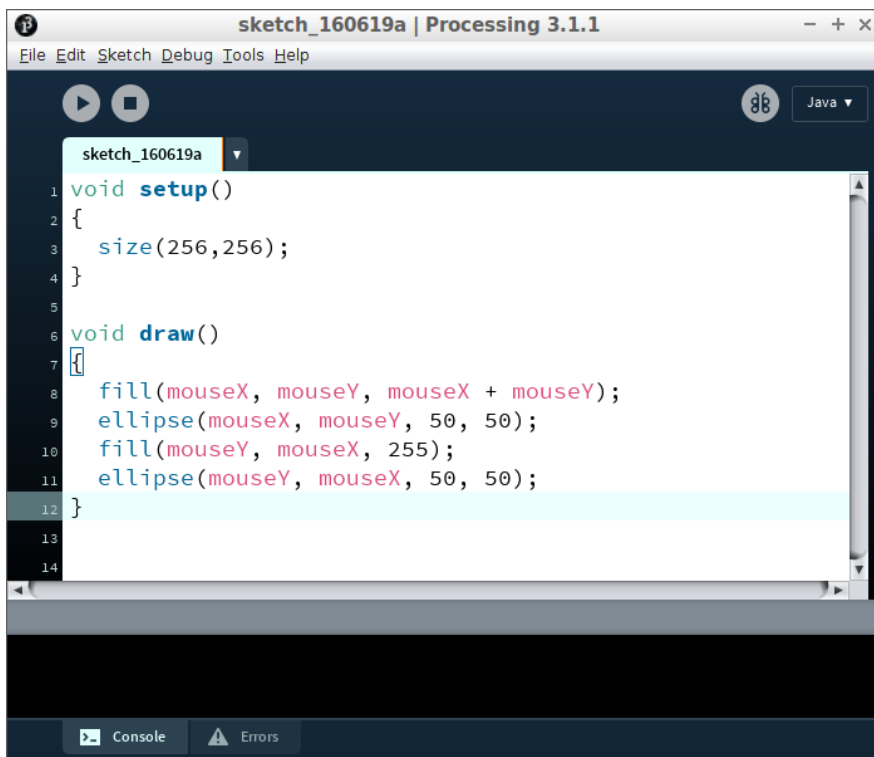 sketch_160619a | Processing 3.1.1
File Edit Sketch Debug Tools Help
Java ▼
sketch_160619a ▼
1 void setup()
2 {
3   size(256,256);
4 }
5
6 void draw()
7 {
8   fill(mouseX, mouseY, mouseX + mouseY);
9   ellipse(mouseX, mouseY, 50, 50);
10   fill(mouseY, mouseX, 255);
11   ellipse(mouseY, mouseX, 50, 50);
12 }
13
14
Console Errors